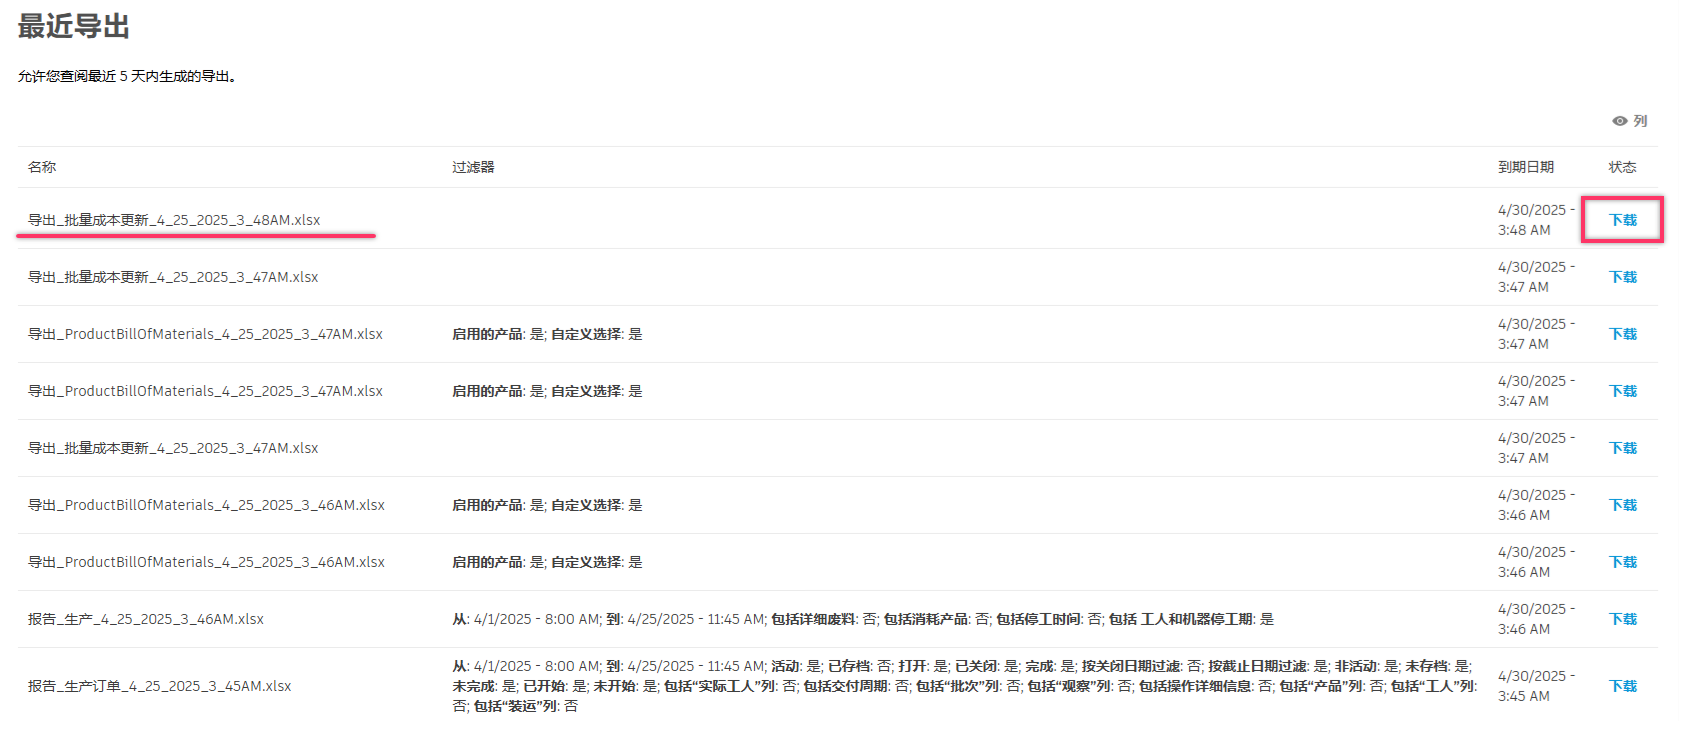 最近导出
允许您查阅最近 5 天内生成的导出。
列
名称 过滤器 到期日期 状态
导出_批量成本更新_4_25_2025_3_48AM.xlsx 4/30/2025 - 3:48 AM 下载
导出_批量成本更新_4_25_2025_3_47AM.xlsx 4/30/2025 - 3:47 AM 下载
导出_ProductBillOfMaterials_4_25_2025_3_47AM.xlsx 启用的产品: 是; 自定义选择: 是 4/30/2025 - 3:47 AM 下载
导出_ProductBillOfMaterials_4_25_2025_3_47AM.xlsx 启用的产品: 是; 自定义选择: 是 4/30/2025 - 3:47 AM 下载
导出_批量成本更新_4_25_2025_3_47AM.xlsx 4/30/2025 - 3:47 AM 下载
导出_ProductBillOfMaterials_4_25_2025_3_46AM.xlsx 启用的产品: 是; 自定义选择: 是 4/30/2025 - 3:46 AM 下载
导出_ProductBillOfMaterials_4_25_2025_3_46AM.xlsx 启用的产品: 是; 自定义选择: 是 4/30/2025 - 3:46 AM 下载
报告_生产_4_25_2025_3_46AM.xlsx 从: 4/1/2025 - 8:00 AM; 到: 4/25/2025 - 11:45 AM; 包括详细废料: 否; 包括消耗产品: 否; 包括停工时间: 否; 包括 工人和机器停工期: 是 4/30/2025 - 3:46 AM 下载
报告_生产订单_4_25_2025_3_45AM.xlsx 从: 4/1/2025 - 8:00 AM; 到: 4/25/2025 - 11:45 AM; 活动: 是; 已存档: 否; 打开: 是; 已关闭: 是; 完成: 是; 按关闭日期过滤: 否; 按截止日期过滤: 是; 非活动: 是; 未存档: 是;
未完成: 是; 已开始: 是; 未开始: 是; 包括“实际工人”列: 否; 包括交付周期: 否; 包括“批次”列: 否; 包括“观察”列: 否; 包括操作详细信息: 否; 包括“产品”列: 否; 包括“工人”列:
否; 包括“装运”列: 否 4/30/2025 - 3:45 AM 下载